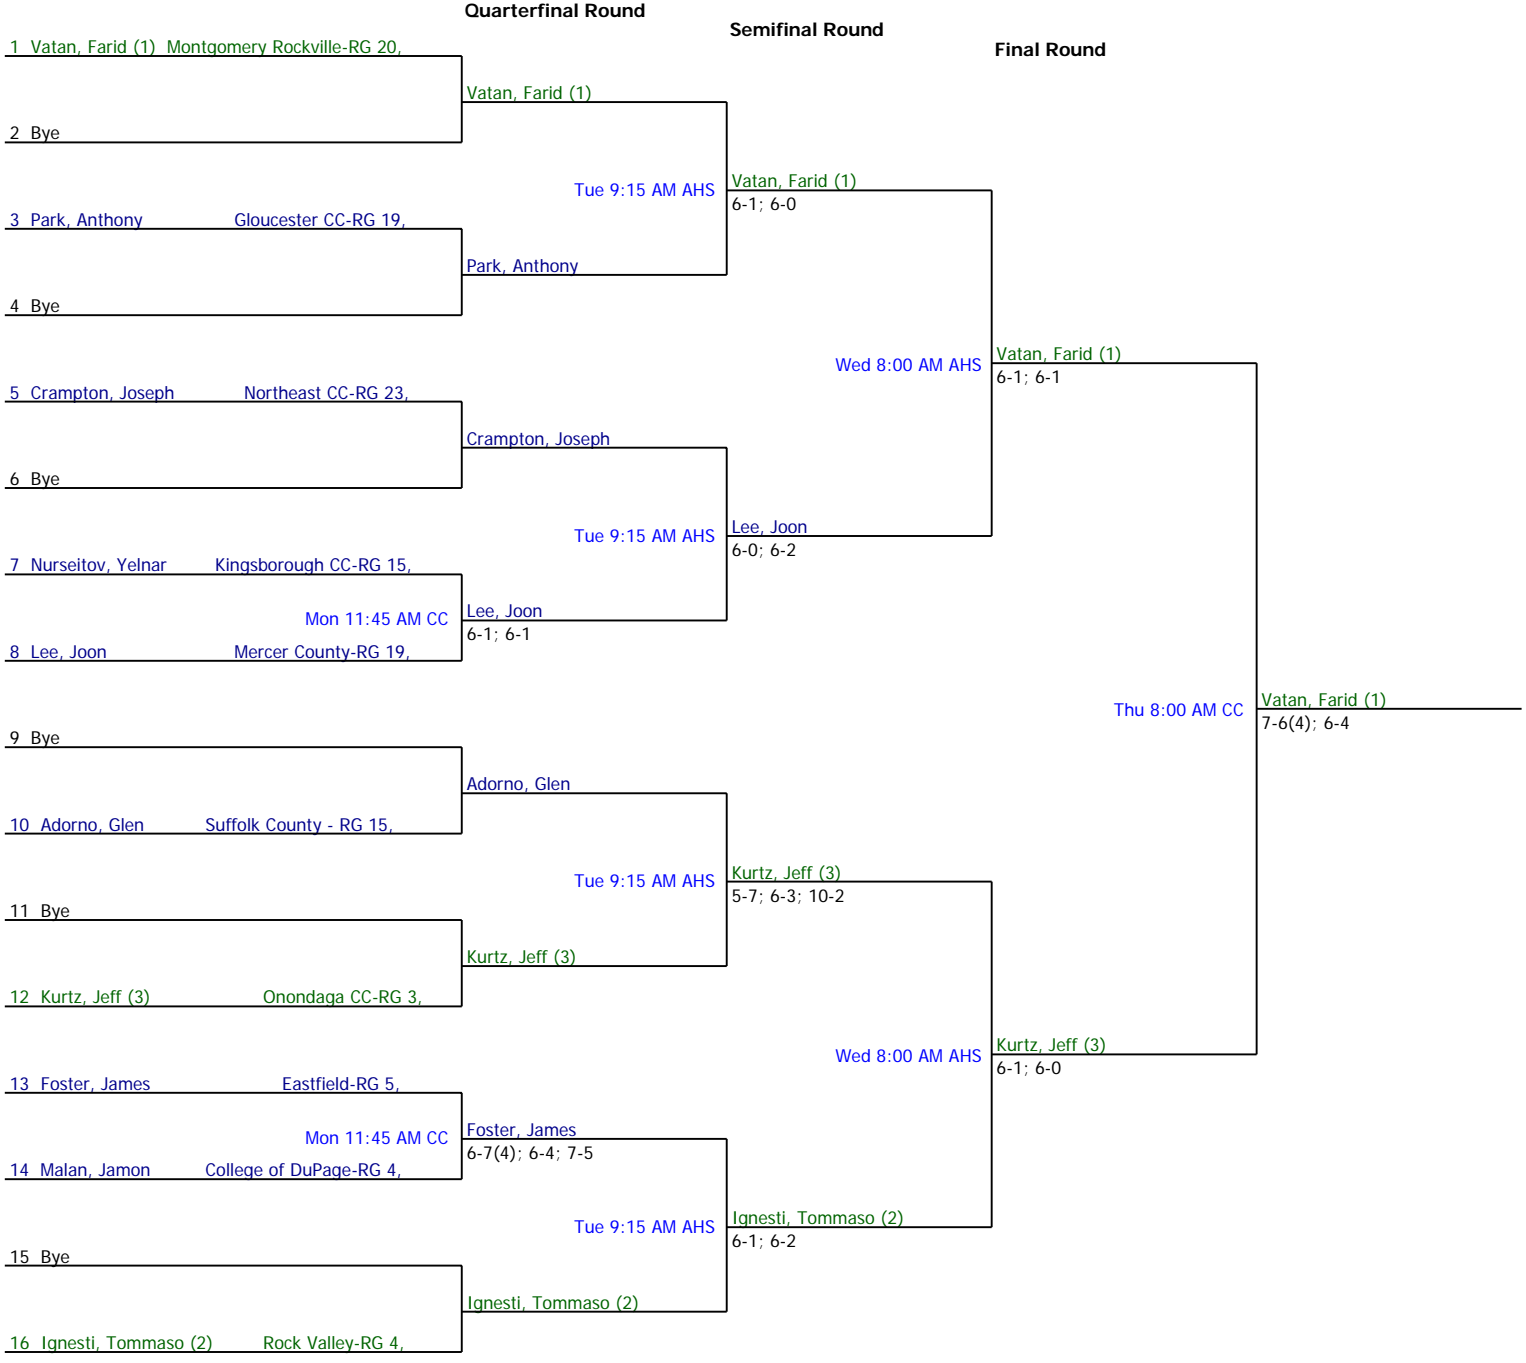 Quarterfinal Round
Semifinal Round
Final Round
1 Vatan, Farid (1) Montgomery Rockville-RG 20,
Vatan, Farid (1)
2 Bye
Tue 9:15 AM AHS
Vatan, Farid (1)
6-1; 6-0
3 Park, Anthony Gloucester CC-RG 19,
Park, Anthony
4 Bye
Wed 8:00 AM AHS
Vatan, Farid (1)
6-1; 6-1
5 Crampton, Joseph Northeast CC-RG 23,
Crampton, Joseph
6 Bye
Tue 9:15 AM AHS
Lee, Joon
6-0; 6-2
7 Nurseitov, Yelnar Kingsborough CC-RG 15,
Mon 11:45 AM CC
Lee, Joon
6-1; 6-1
8 Lee, Joon Mercer County-RG 19,
Thu 8:00 AM CC
Vatan, Farid (1)
7-6(4); 6-4
9 Bye
Adorno, Glen
10 Adorno, Glen Suffolk County - RG 15,
Tue 9:15 AM AHS
Kurtz, Jeff (3)
5-7; 6-3; 10-2
11 Bye
Kurtz, Jeff (3)
12 Kurtz, Jeff (3) Onondaga CC-RG 3,
Wed 8:00 AM AHS
Kurtz, Jeff (3)
6-1; 6-0
13 Foster, James Eastfield-RG 5,
Mon 11:45 AM CC
Foster, James
6-7(4); 6-4; 7-5
14 Malan, Jamon College of DuPage-RG 4,
Tue 9:15 AM AHS
Ignesti, Tommaso (2)
6-1; 6-2
15 Bye
Ignesti, Tommaso (2)
16 Ignesti, Tommaso (2) Rock Valley-RG 4,